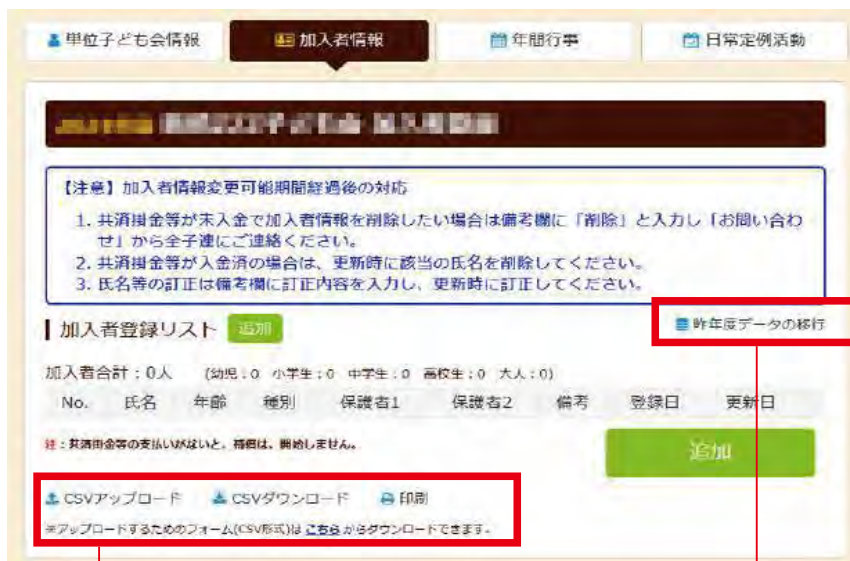 単位子ども会情報
加入者情報
年間行事
日常定例活動
【注意】加入者情報変更可能期間経過後の対応
1. 共済掛金等が未入金で加入者情報を削除したい場合は備考欄に「削除」と入力し「お問い合わ
せ」から全子連にご連絡ください。
2. 共済掛金等が入金済の場合は、更新時に該当の氏名を削除してください。
3. 氏名等の訂正は備考欄に訂正内容を入力し、更新時に訂正してください。
加入者登録リスト 追加
昨年度データの移行
加入者合計：0人 (幼児：0 小学生：0 中学生：0 高校生：0 大人：0)
No. 氏名 年齢 種別 保護者1 保護者2 備考 登録日 更新日
注：共済掛金等の支払いがないと、補償は、開始しません。
追加
CSVアップロード CSVダウンロード 印刷
※アップロードするためのフォーム(CSV形式)は こちら からダウンロードできます。